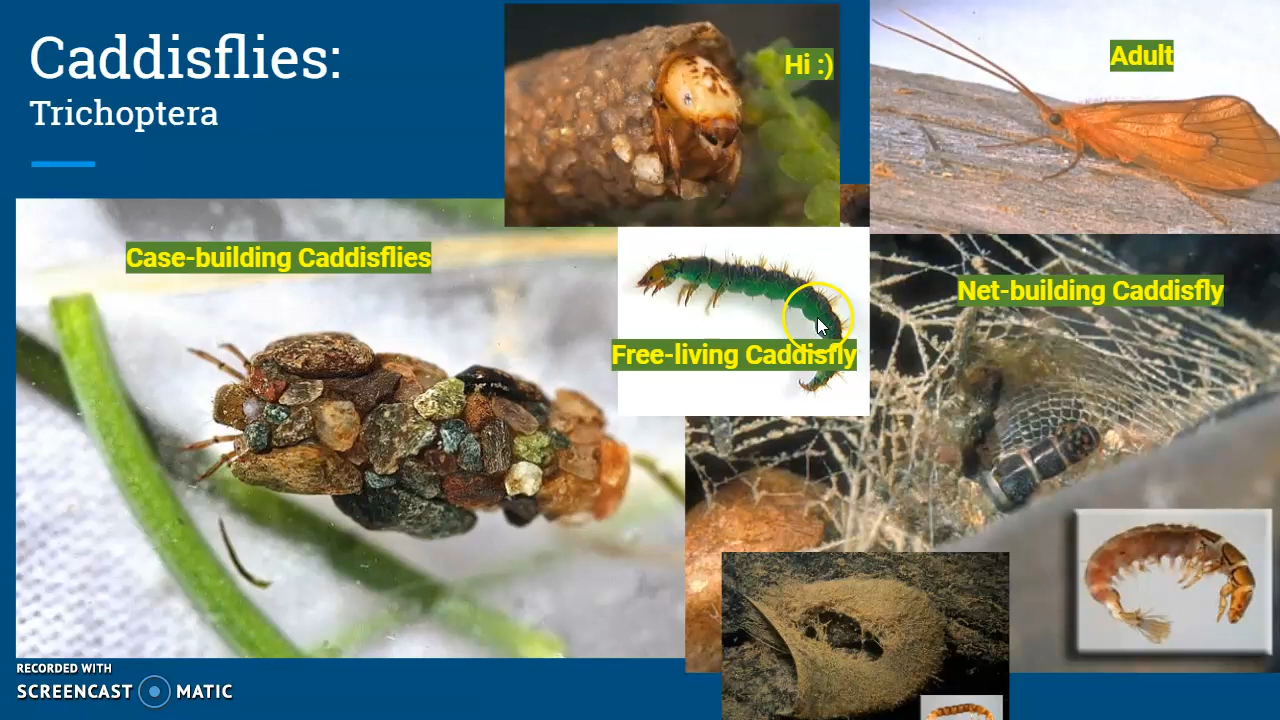 Caddisflies:
Trichoptera
Hi :)
Adult
Case-building Caddisflies
Net-building Caddisfly
Free-living Caddisfly
RECORDED WITH
SCREENCAST MATIC